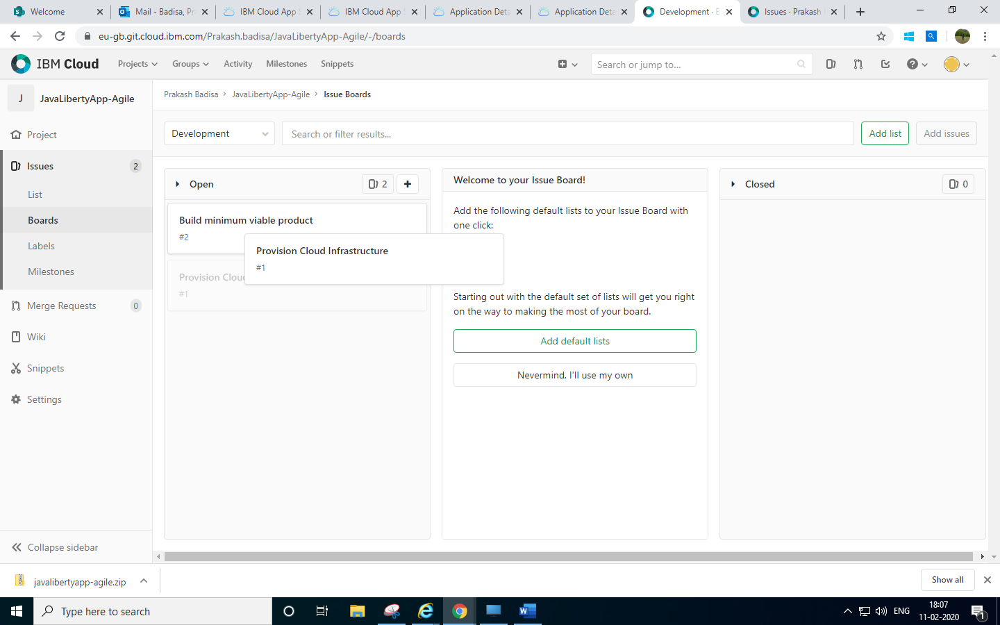 Welcome
Mail - Badisa, Pr
IBM Cloud App
IBM Cloud App
Application Deta
Application Deta
Development ·
Issues · Prakash
eu-gb.git.cloud.ibm.com/Prakash.badisa/JavaLibertyApp-Agile/-/boards
IBM Cloud
Projects
Groups
Activity
Milestones
Snippets
Search or jump to...
J
JavaLibertyApp-Agile
Prakash Badisa > JavaLibertyApp-Agile > Issue Boards
Project
Development
Search or filter results...
Add list
Add issues
Issues
2
List
Boards
Labels
Milestones
Merge Requests
0
Wiki
Snippets
Settings
Collapse sidebar
Open
2
Build minimum viable product
#2
Provision Cloud Infrastructure
#1
Provision Clou
#1
Welcome to your Issue Board!
Add the following default lists to your Issue Board with
one click:
Starting out with the default set of lists will get you right
on the way to making the most of your board.
Add default lists
Nevermind, I'll use my own
Closed
0
javalibertyapp-agile.zip
Show all
Type here to search
ENG
18:07
11-02-2020
1